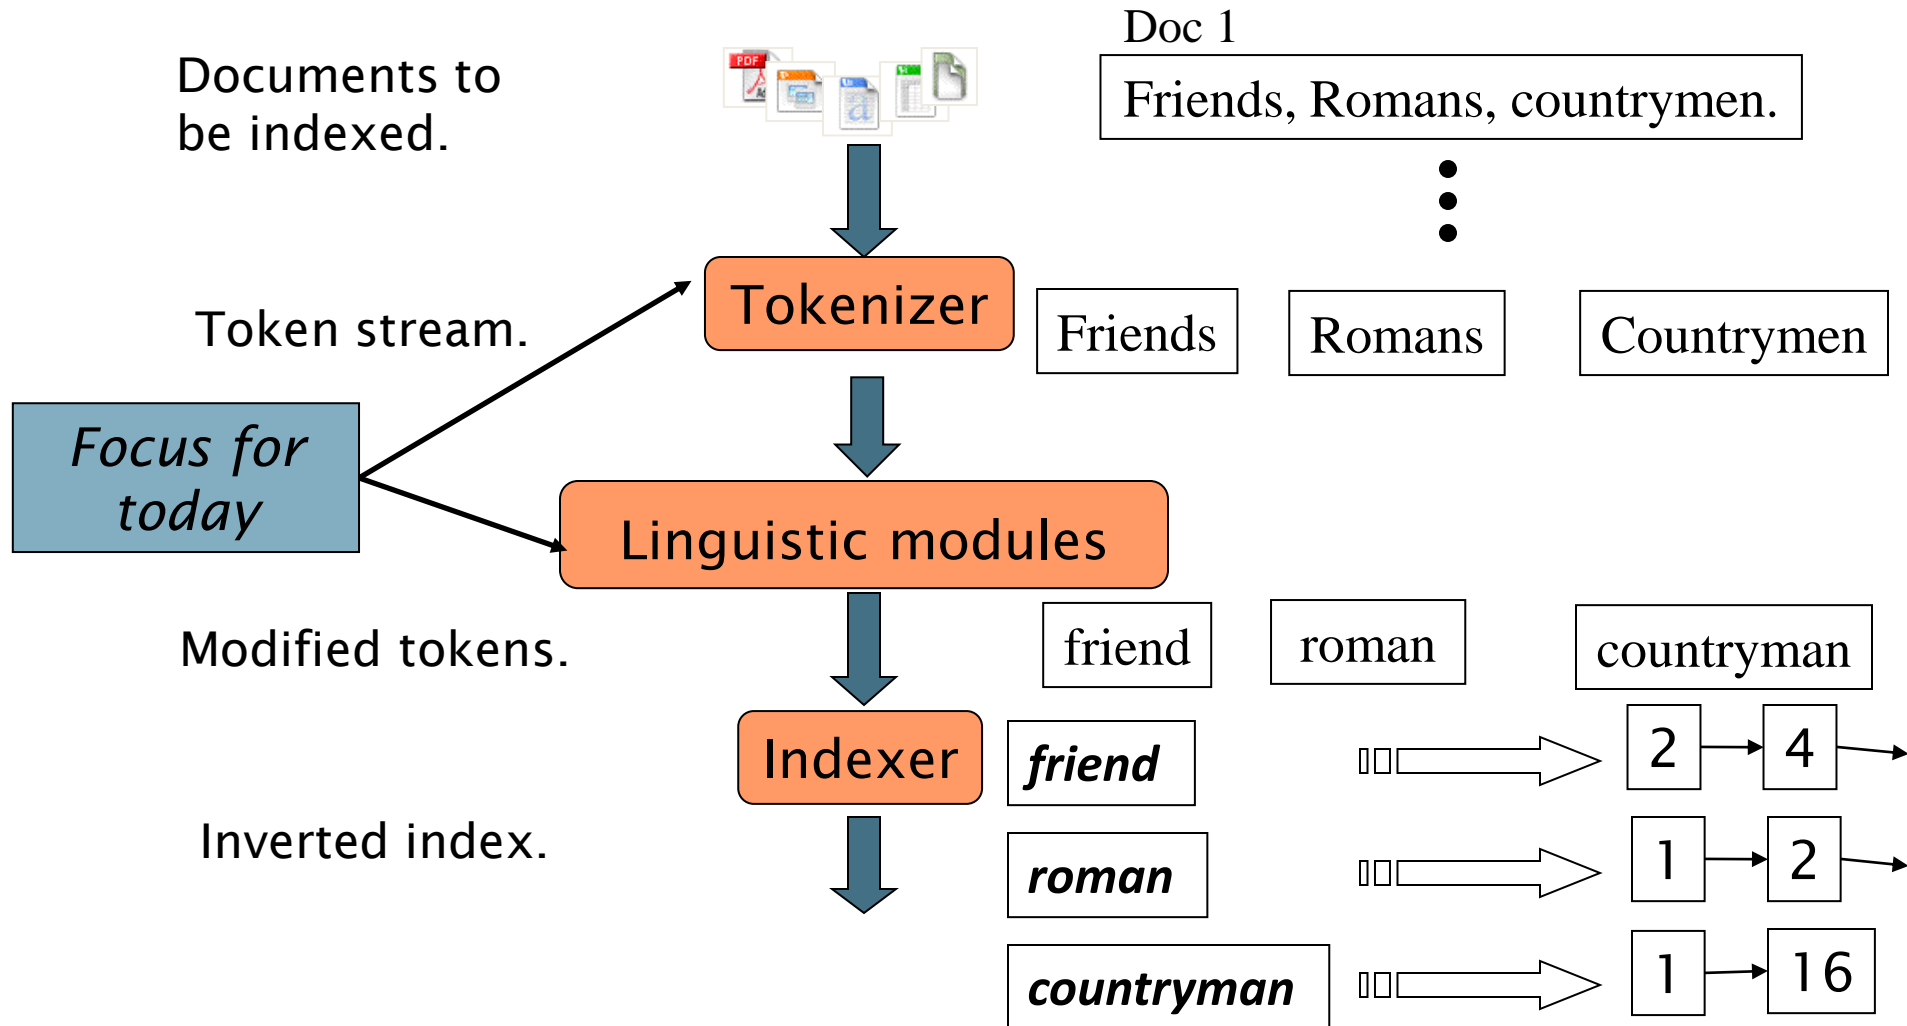 Doc 1
Documents to
be indexed.
PDF
Friends, Romans, countrymen.
Token stream.
Tokenizer
Friends
Romans
Countrymen
Focus for
today
Linguistic modules
Modified tokens.
friend
roman
countryman
Indexer
friend
2
4
Inverted index.
roman
1
2
countryman
1
16